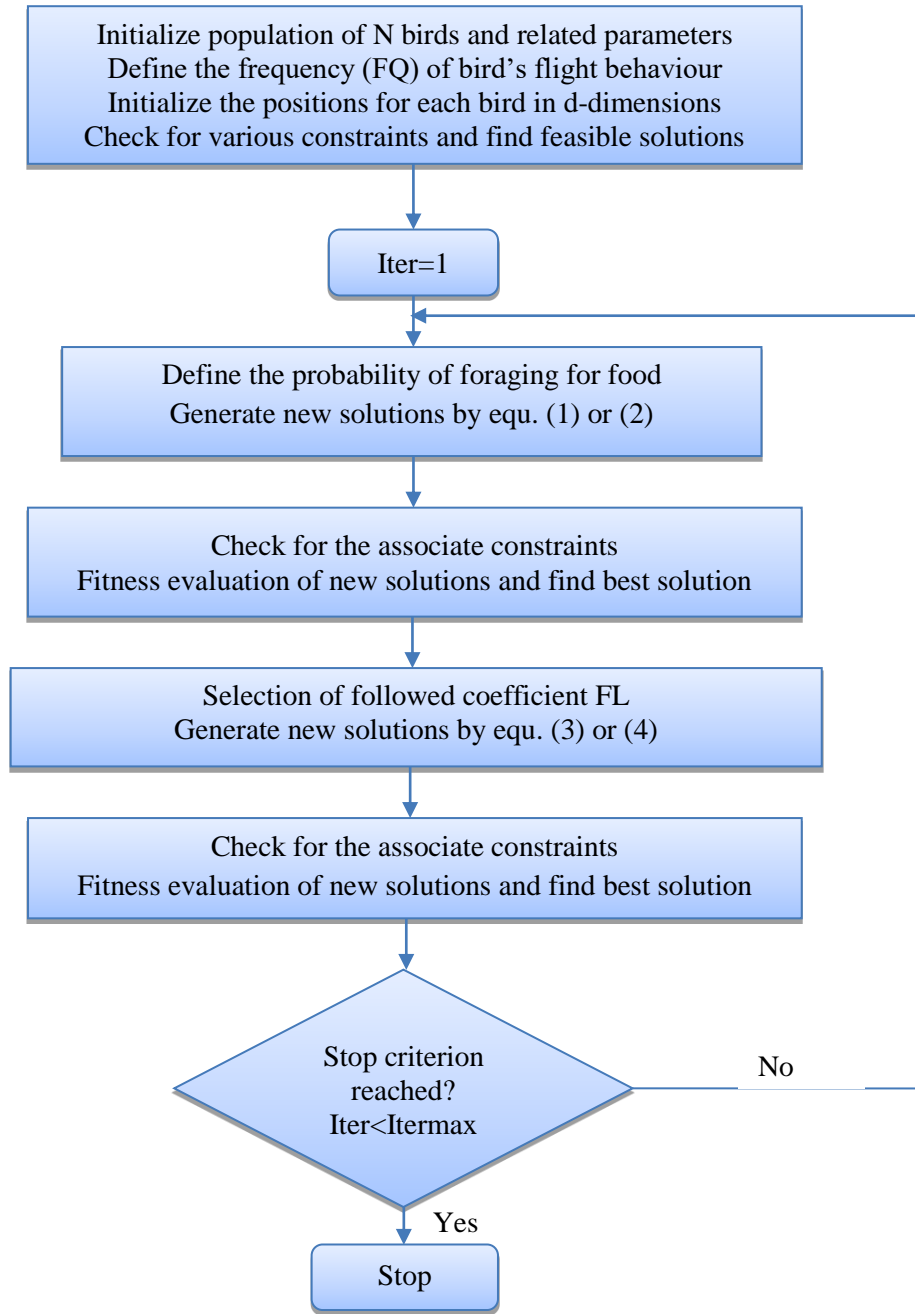 Initialize population of N birds and related parameters
Define the frequency (FQ) of bird's flight behaviour
Initialize the positions for each bird in d-dimensions
Check for various constraints and find feasible solutions
Iter=1
Define the probability of foraging for food
Generate new solutions by equ. (1) or (2)
Check for the associate constraints
Fitness evaluation of new solutions and find best solution
Selection of followed coefficient FL
Generate new solutions by equ. (3) or (4)
Check for the associate constraints
Fitness evaluation of new solutions and find best solution
Stop criterion
reached?
Iter<Itermax
No
Yes
Stop